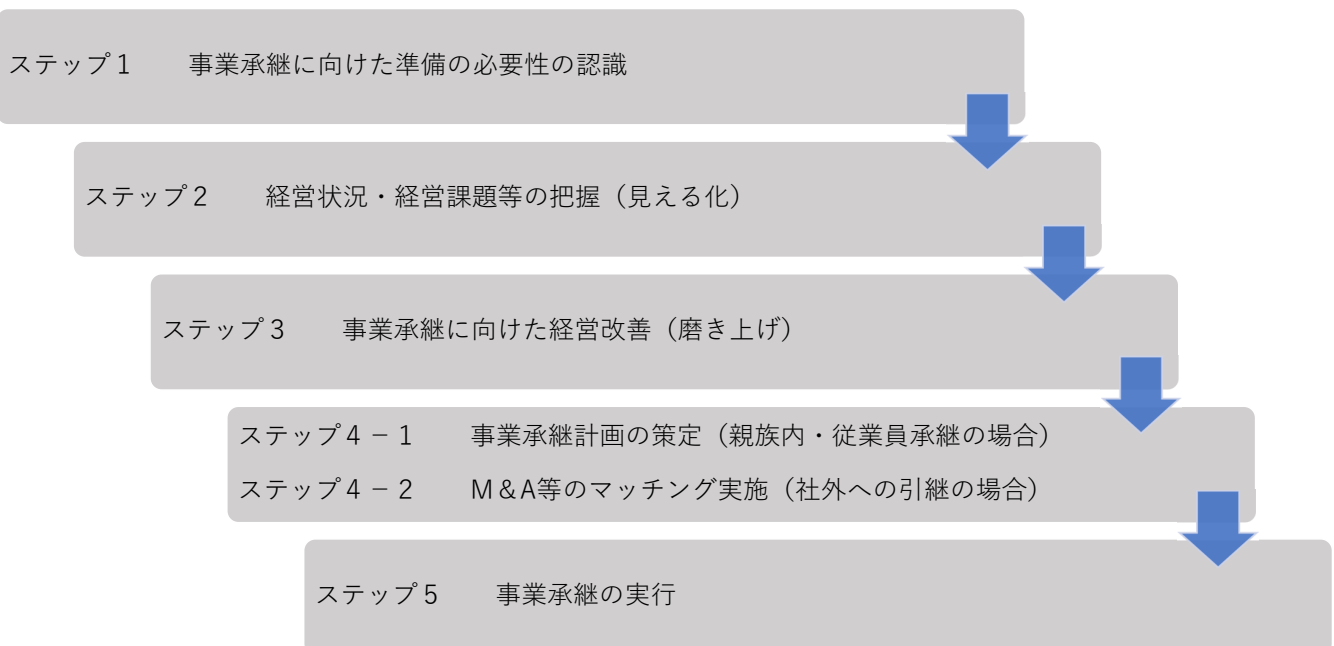 ステップ１　　事業承継に向けた準備の必要性の認識
ステップ２　　経営状況・経営課題等の把握（見える化）
ステップ３　　事業承継に向けた経営改善（磨き上げ）
ステップ４－１　　事業承継計画の策定（親族内・従業員承継の場合）
ステップ４－２　　Ｍ＆A等のマッチング実施（社外への引継の場合）
ステップ５　　事業承継の実行